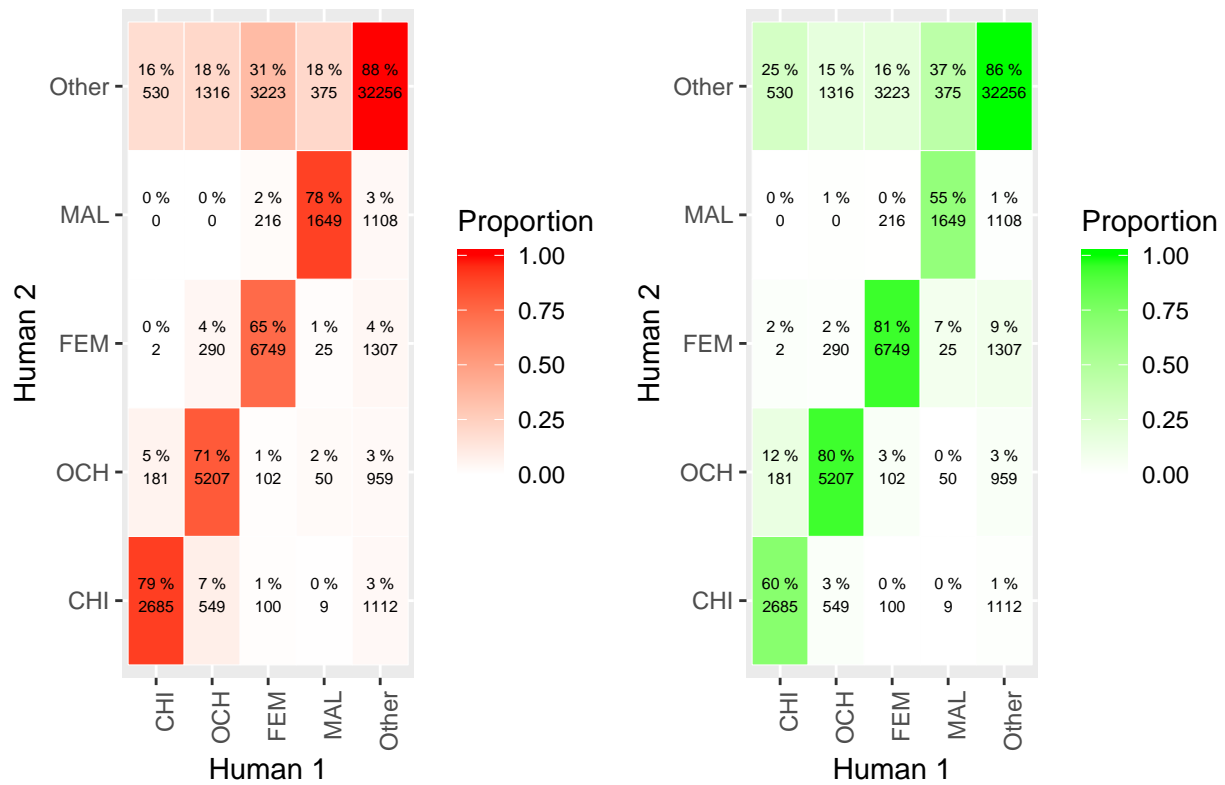 Other
16 % 18 % 31 % 18 % 88 %
530 1316 3223 375 32256
MAL
0 % 0 % 2 % 78 % 3 %
0 0 216 1649 1108
FEM
0 % 4 % 65 % 1 % 4 %
2 290 6749 25 1307
OCH
5 % 71 % 1 % 2 % 3 %
181 5207 102 50 959
CHI
79 % 7 % 1 % 0 % 3 %
2685 549 100 9 1112
CHI OCH FEM MAL Other
Human 1
Human 2
Proportion
1.00
0.75
0.50
0.25
0.00
Other
25 % 15 % 16 % 37 % 86 %
530 1316 3223 375 32256
MAL
0 % 1 % 0 % 55 % 1 %
0 0 216 1649 1108
FEM
2 % 2 % 81 % 7 % 9 %
2 290 6749 25 1307
OCH
12 % 80 % 3 % 0 % 3 %
181 5207 102 50 959
CHI
60 % 3 % 0 % 0 % 1 %
2685 549 100 9 1112
CHI OCH FEM MAL Other
Human 1
Human 2
Proportion
1.00
0.75
0.50
0.25
0.00